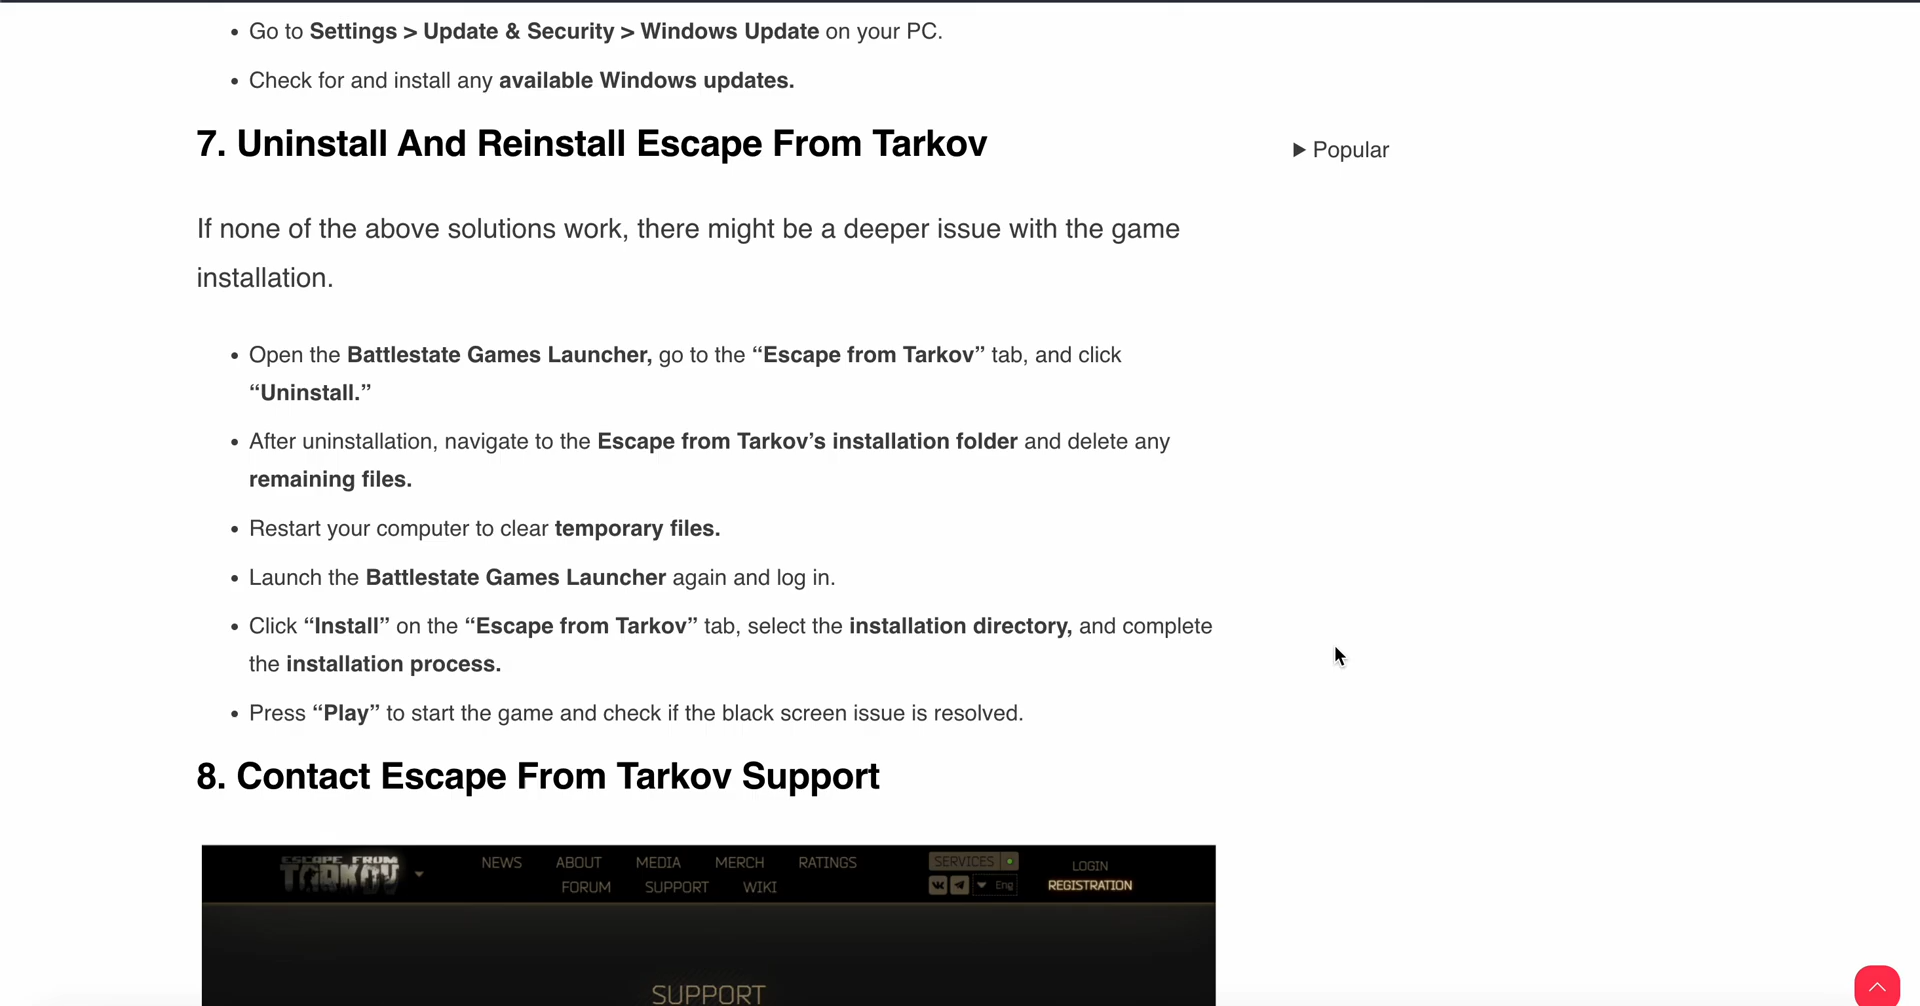 Go to Settings > Update & Security > Windows Update on your PC.
Check for and install any available Windows updates.
7. Uninstall And Reinstall Escape From Tarkov
Popular
If none of the above solutions work, there might be a deeper issue with the game
installation.
Open the Battlestate Games Launcher, go to the “Escape from Tarkov” tab, and click
“Uninstall.”
After uninstallation, navigate to the Escape from Tarkov’s installation folder and delete any
remaining files.
Restart your computer to clear temporary files.
Launch the Battlestate Games Launcher again and log in.
Click “Install” on the “Escape from Tarkov” tab, select the installation directory, and complete
the installation process.
Press “Play” to start the game and check if the black screen issue is resolved.
8. Contact Escape From Tarkov Support
ESCAPE FROM
TARKOV
NEWS ABOUT MEDIA MERCH RATINGS
FORUM SUPPORT WIKI
SERVICES
Eng
LOGIN
REGISTRATION
SUPPORT